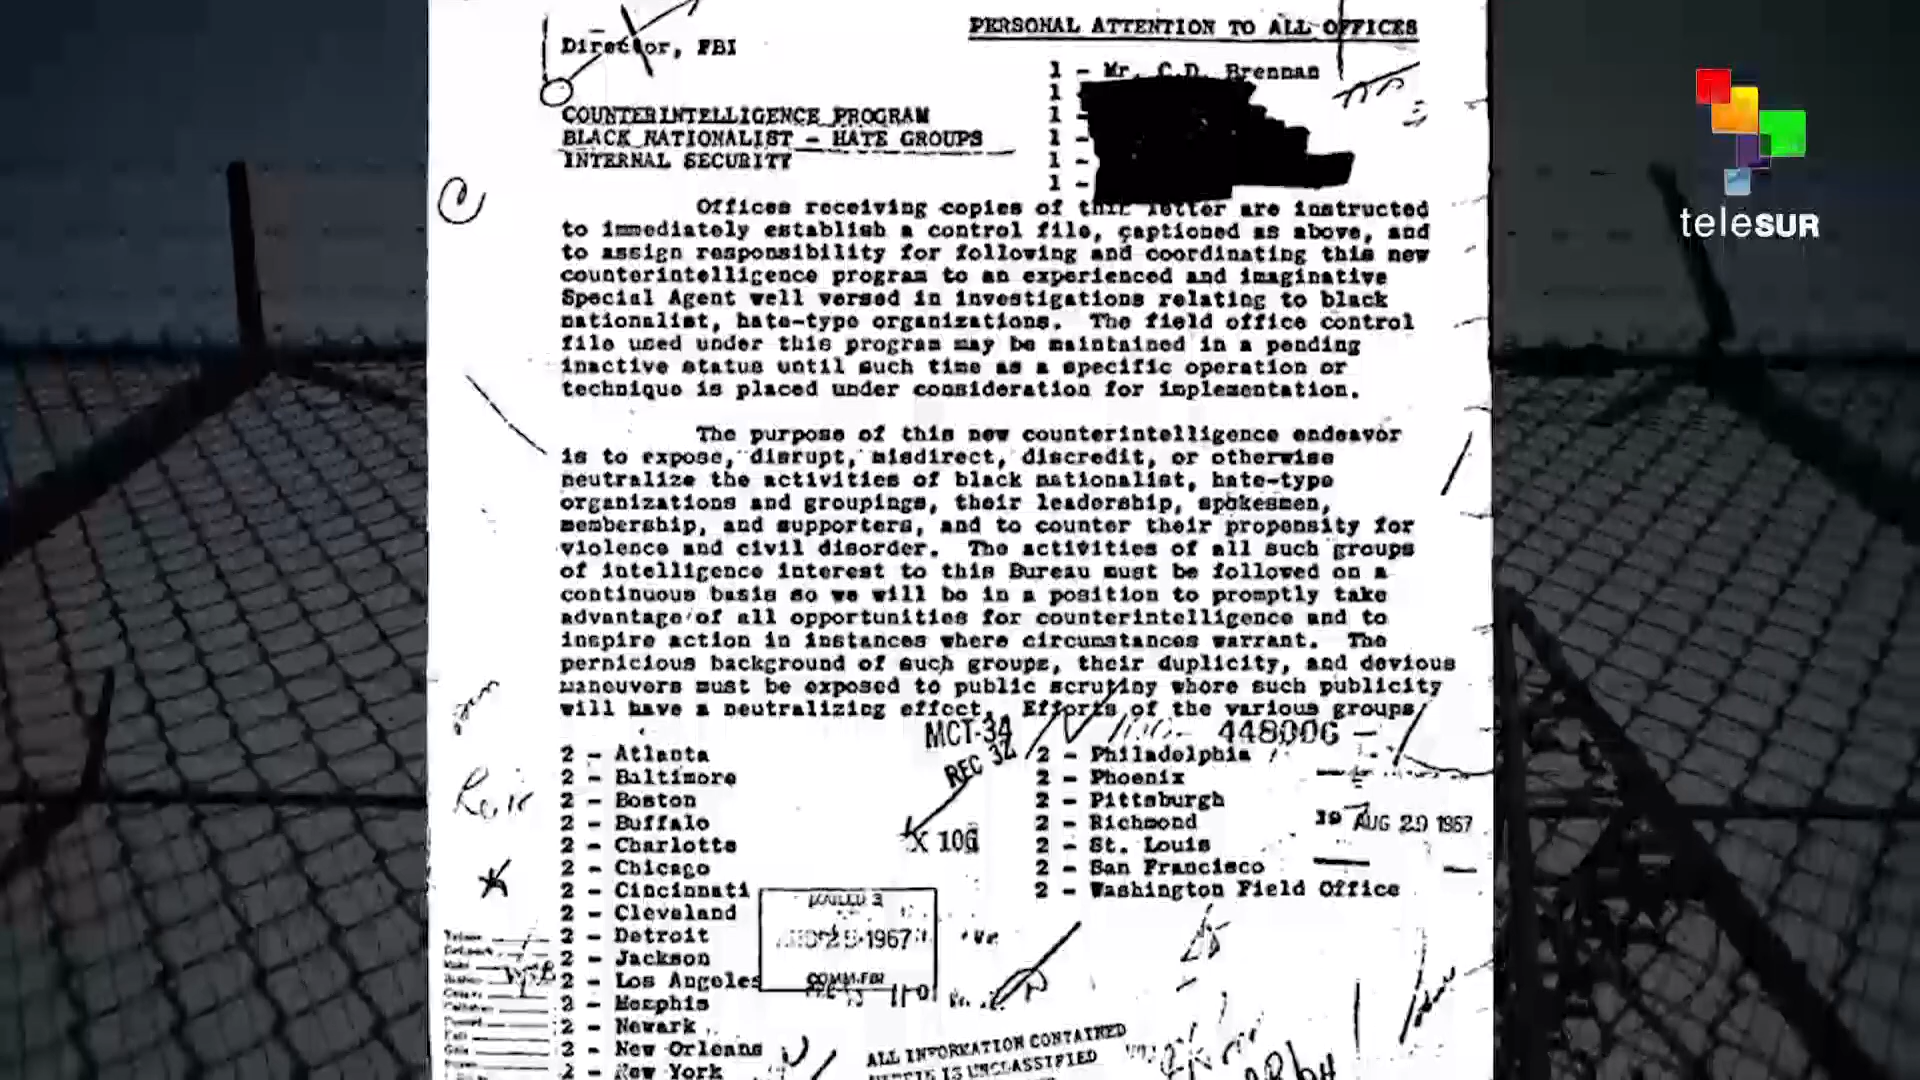 PERSONAL ATTENTION TO ALL OFFICES
Director, FBI
1 - Mr. C.D. Brennan
1
1 -
1 -
1 -
1 -
COUNTERINTELLIGENCE PROGRAM
BLACK NATIONALIST - HATE GROUPS
INTERNAL SECURITY
teleSUR
Offices receiving copies of this letter are instructed
to immediately establish a control file, captioned as above, and
to assign responsibility for following and coordinating this new
counterintelligence program to an experienced and imaginative
Special Agent well versed in investigations relating to black
nationalist, hate-type organizations. The field office control
file used under this program may be maintained in a pending
inactive status until such time as a specific operation or
technique is placed under consideration for implementation.
The purpose of this new counterintelligence endeavor
is to expose, disrupt, misdirect, discredit, or otherwise
neutralize the activities of black nationalist, hate-type
organizations and groupings, their leadership, spokesmen,
membership, and supporters, and to counter their propensity for
violence and civil disorder. The activities of all such groups
of intelligence interest to this Bureau must be followed on a
continuous basis so we will be in a position to promptly take
advantage of all opportunities for counterintelligence and to
inspire action in instances where circumstances warrant. The
pernicious background of such groups, their duplicity, and devious
maneuvers must be exposed to public scrutiny where such publicity
will have a neutralizing effect. Efforts of the various groups
MCT-34
448006
REC 32
2 - Atlanta
2 - Baltimore
2 - Boston
2 - Buffalo
2 - Charlotte
2 - Chicago
2 - Cincinnati
2 - Cleveland
2 - Detroit
2 - Jackson
2 - Los Angeles
2 - Memphis
2 - Newark
2 - New Orleans
2 - New York
2 - Philadelphia
2 - Phoenix
2 - Pittsburgh
2 - Richmond
2 - St. Louis
2 - San Francisco
2 - Washington Field Office
X 106
19 AUG 29 1967
1967
COMM-FBI
ALL INFORMATION CONTAINED
IS UNCLASSIFIED